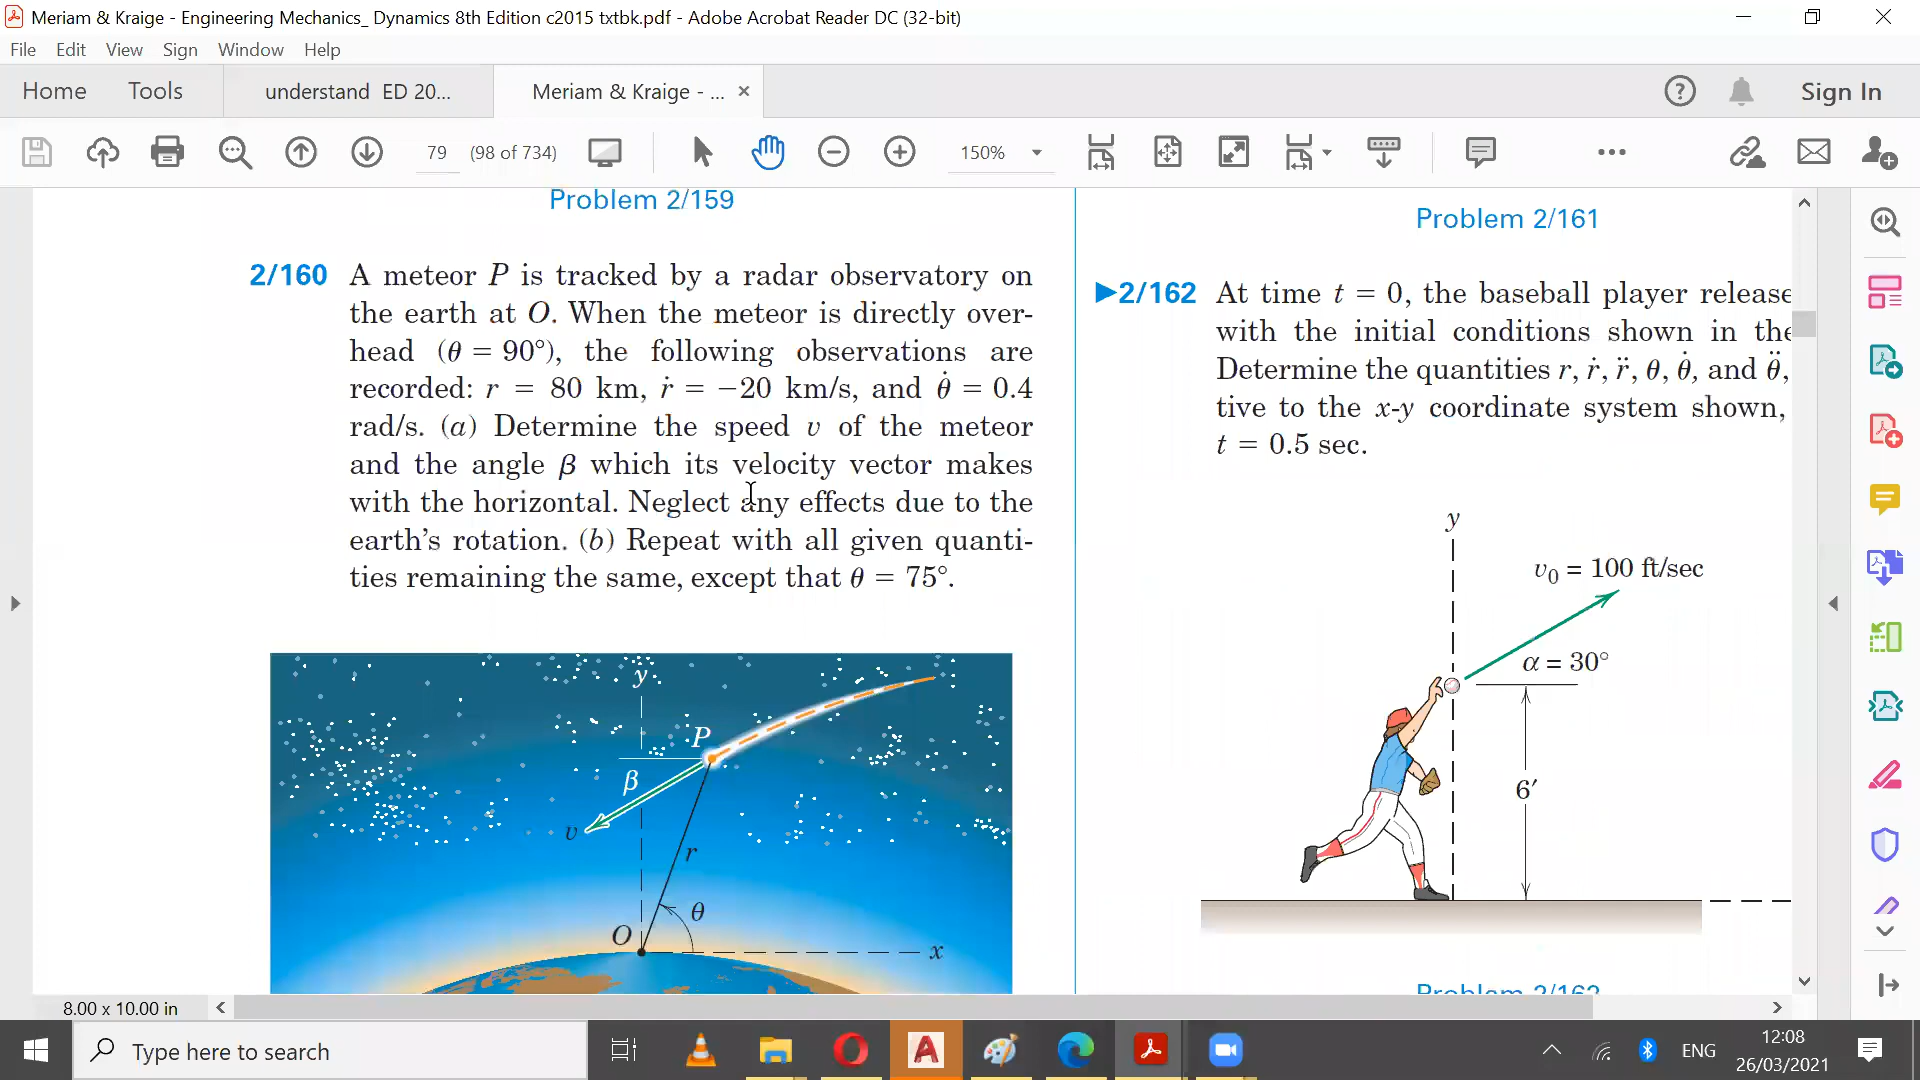 Meriam & Kraige - Engineering Mechanics_ Dynamics 8th Edition c2015 txtbk.pdf - Adobe Acrobat Reader DC (32-bit)
File Edit View Sign Window Help
Home Tools understand ED 20... Meriam & Kraige - ... × Sign In
79 (98 of 734) 150%
Problem 2/159
2/160 A meteor P is tracked by a radar observatory on
the earth at O. When the meteor is directly over-
head (θ = 90°), the following observations are
recorded: r = 80 km, ṙ = −20 km/s, and θ̇ = 0.4
rad/s. (a) Determine the speed v of the meteor
and the angle β which its velocity vector makes
with the horizontal. Neglect any effects due to the
earth’s rotation. (b) Repeat with all given quanti-
ties remaining the same, except that θ = 75°.
y
P
β
v
r
θ
O
x
Problem 2/161
▶2/162 At time t = 0, the baseball player release
with the initial conditions shown in the
Determine the quantities r, ṙ, r̈, θ, θ̇, and θ̈,
tive to the x-y coordinate system shown,
t = 0.5 sec.
y
v0 = 100 ft/sec
α = 30°
6′
Problem 2/162
8.00 x 10.00 in
Type here to search
ENG
12:08
26/03/2021